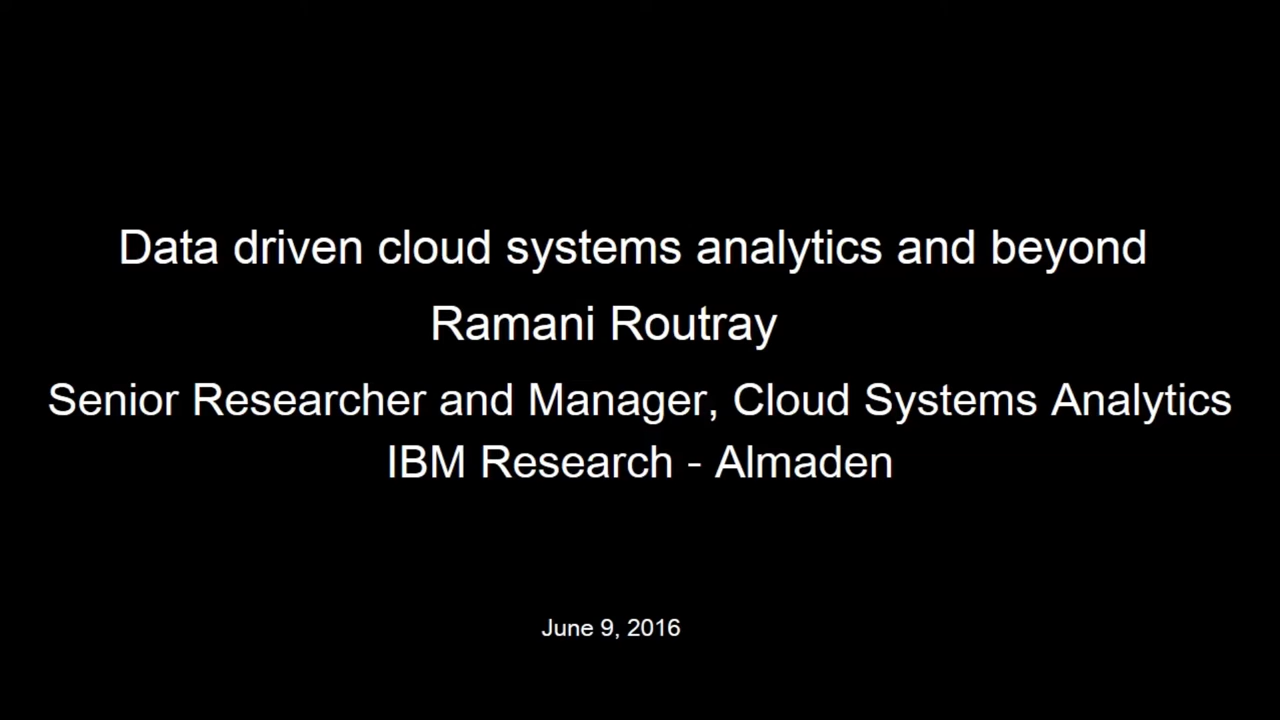 Data driven cloud systems analytics and beyond
Ramani Routray
Senior Researcher and Manager, Cloud Systems Analytics
IBM Research - Almaden
June 9, 2016